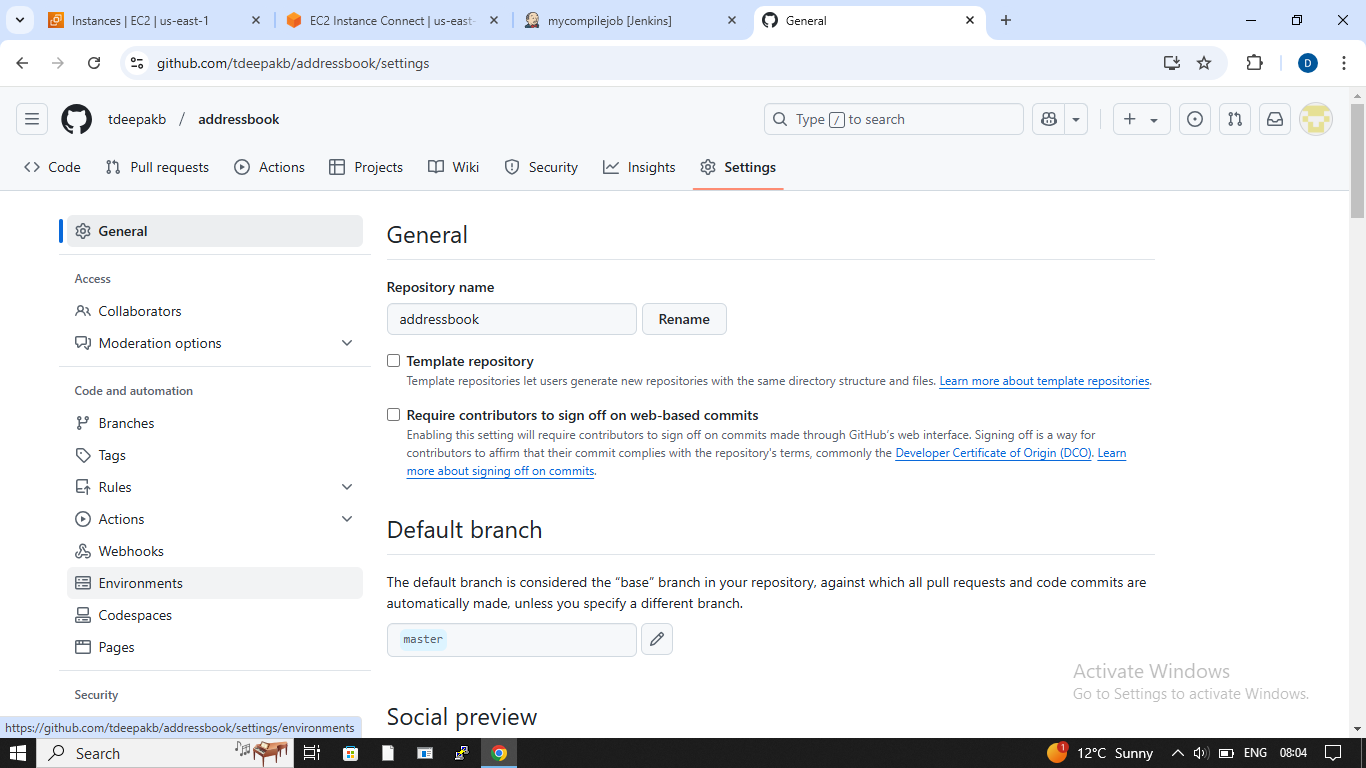 Instances | EC2 | us-east-1
EC2 Instance Connect | us-east-
mycompilejob [Jenkins]
General
github.com/tdeepakb/addressbook/settings
D
tdeepakb / addressbook
Type / to search
Code
Pull requests
Actions
Projects
Wiki
Security
Insights
Settings
General
Access
Collaborators
Moderation options
Code and automation
Branches
Tags
Rules
Actions
Webhooks
Environments
Codespaces
Pages
Security
General
Repository name
addressbook
Rename
Template repository
Template repositories let users generate new repositories with the same directory structure and files. Learn more about template repositories.
Require contributors to sign off on web-based commits
Enabling this setting will require contributors to sign off on commits made through GitHub's web interface. Signing off is a way for
contributors to affirm that their commit complies with the repository's terms, commonly the Developer Certificate of Origin (DCO). Learn
more about signing off on commits.
Default branch
The default branch is considered the “base” branch in your repository, against which all pull requests and code commits are
automatically made, unless you specify a different branch.
master
Social preview
Activate Windows
Go to Settings to activate Windows.
https://github.com/tdeepakb/addressbook/settings/environments
Search
1
12°C Sunny
ENG
08:04